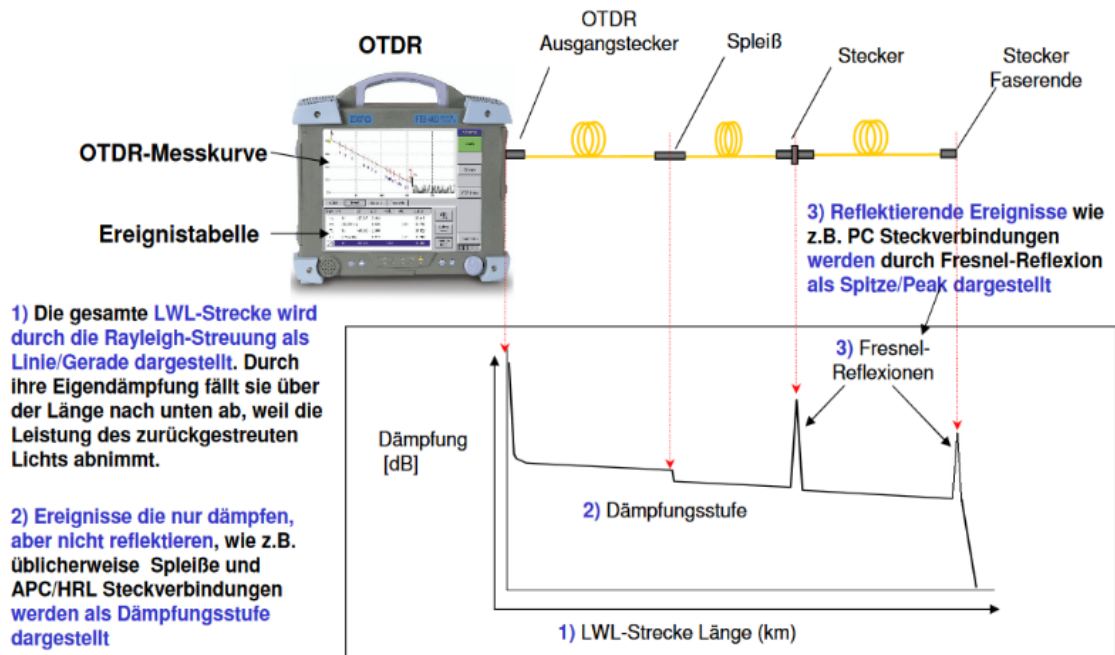 OTDR
OTDR
Ausgangstecker
Spleiß
Stecker
Stecker
Faserende
OTDR-Messkurve
Ereignistabelle
3) Reflektierende Ereignisse wie
z.B. PC Steckverbindungen
werden durch Fresnel-Reflexion
als Spitze/Peak dargestellt
1) Die gesamte LWL-Strecke wird
durch die Rayleigh-Streuung als
Linie/Gerade dargestellt. Durch
ihre Eigendämpfung fällt sie über
der Länge nach unten ab, weil die
Leistung des zurückgestreuten
Lichts abnimmt.
2) Ereignisse die nur dämpfen,
aber nicht reflektieren, wie z.B.
üblicherweise Spleiße und
APC/HRL Steckverbindungen
werden als Dämpfungsstufe
dargestellt
3) Fresnel-
Reflexionen
Dämpfung
[dB]
2) Dämpfungsstufe
1) LWL-Strecke Länge (km)